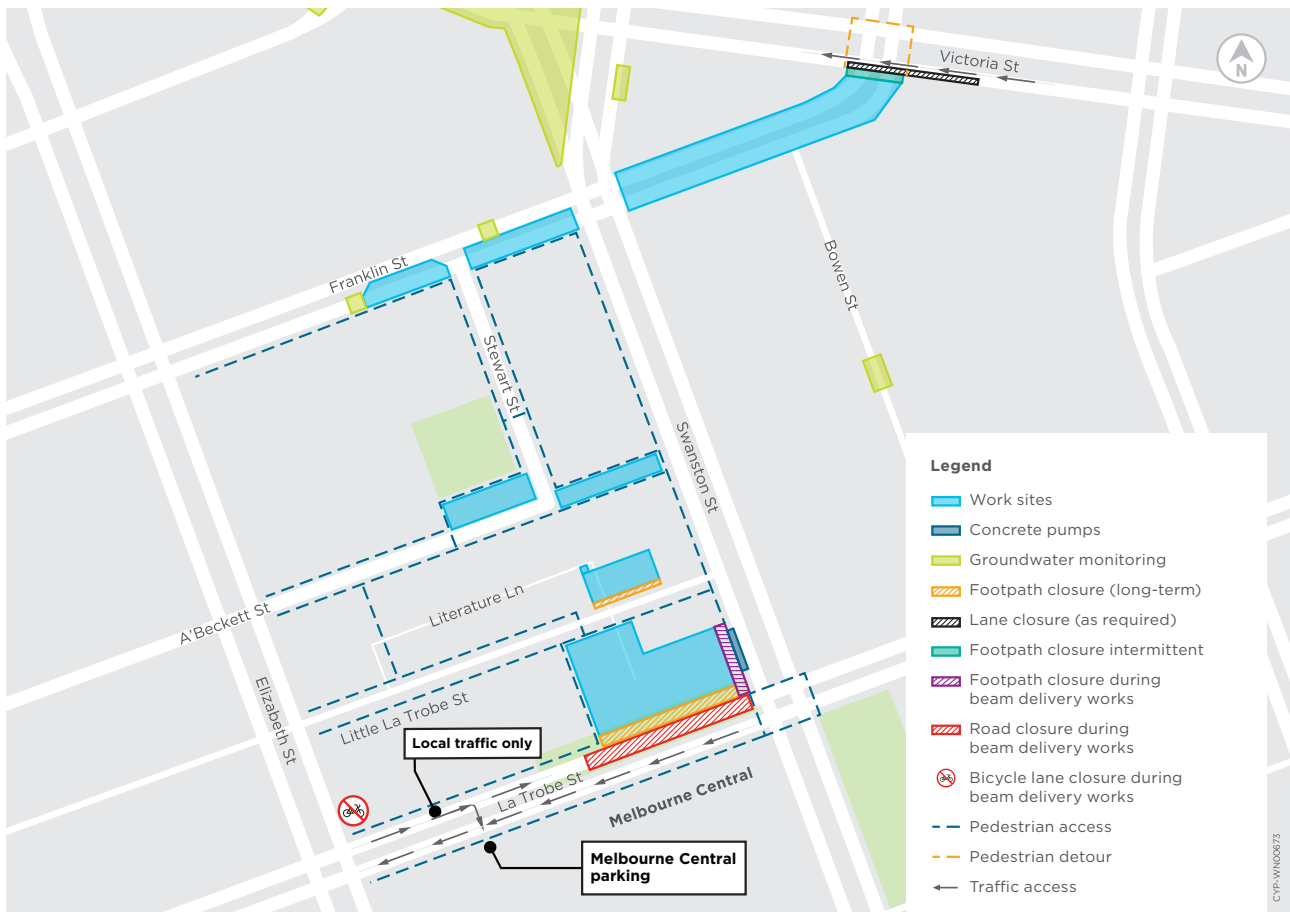 Victoria St
N
Franklin St
Bowen St
Stewart St
Swanston St
Literature Ln
A'Beckett St
Elizabeth St
Little La Trobe St
Local traffic only
La Trobe St
Melbourne Central
Melbourne Central
parking
Legend
Work sites
Concrete pumps
Groundwater monitoring
Footpath closure (long-term)
Lane closure (as required)
Footpath closure intermittent
Footpath closure during
beam delivery works
Road closure during
beam delivery works
Bicycle lane closure during
beam delivery works
Pedestrian access
Pedestrian detour
Traffic access
CYP-WN00673